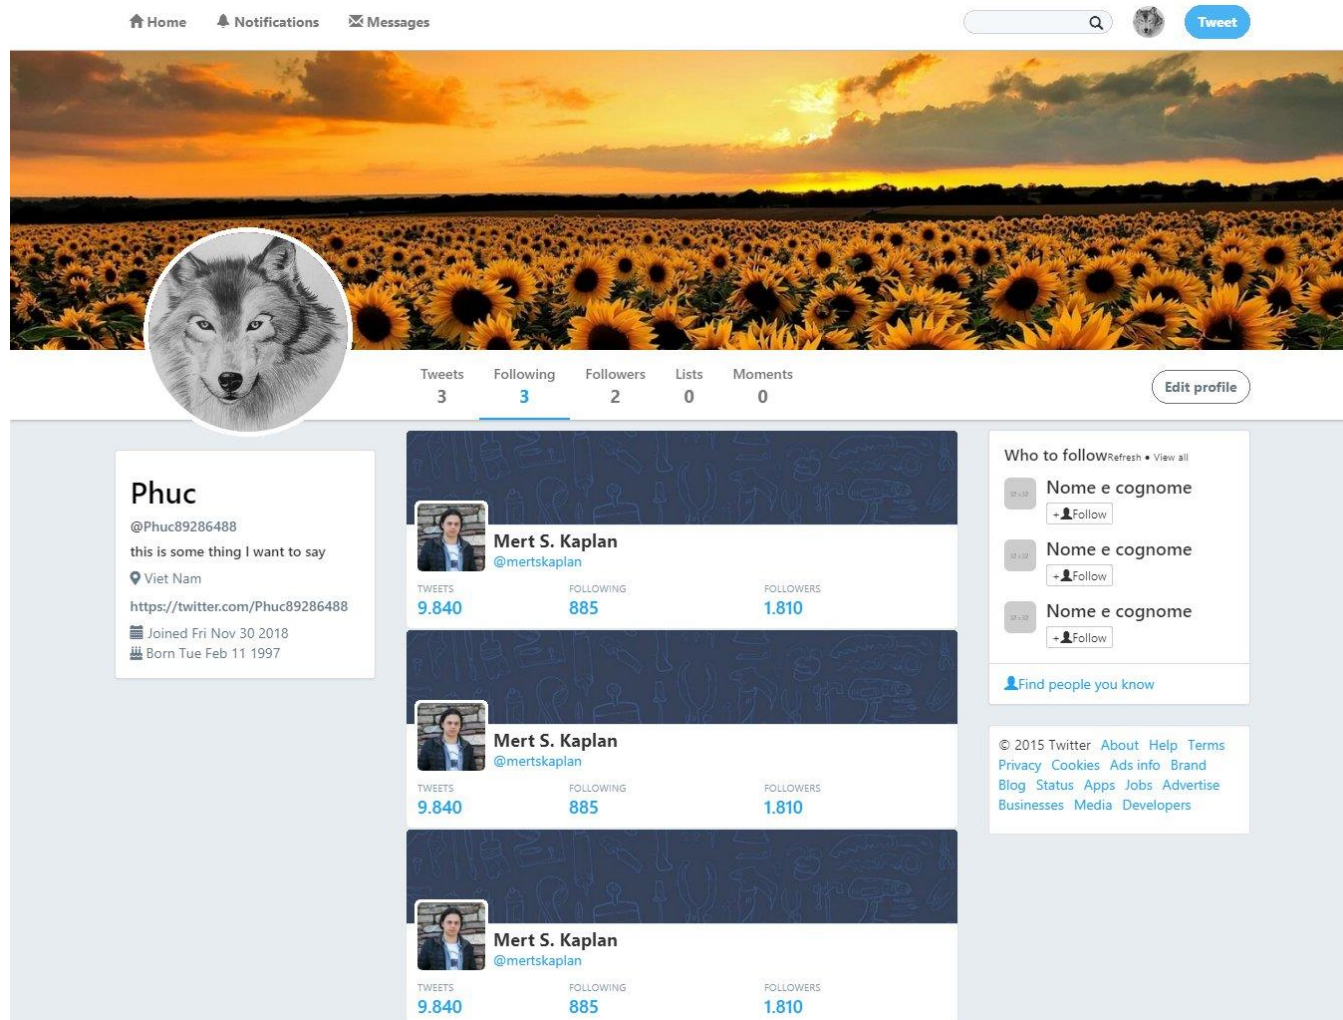 Home Notifications Messages Tweet
Tweets Following Followers Lists Moments
3 3 2 0 0
Edit profile
Phuc
@Phuc89286488
this is some thing I want to say
Viet Nam
https://twitter.com/Phuc89286488
Joined Fri Nov 30 2018
Born Tue Feb 11 1997
Mert S. Kaplan
@mertskaplan
TWEETS FOLLOWING FOLLOWERS
9.840 885 1.810
Mert S. Kaplan
@mertskaplan
TWEETS FOLLOWING FOLLOWERS
9.840 885 1.810
Mert S. Kaplan
@mertskaplan
TWEETS FOLLOWING FOLLOWERS
9.840 885 1.810
Who to follow Refresh • View all
Nome e cognome
+Follow
Nome e cognome
+Follow
Nome e cognome
+Follow
Find people you know
© 2015 Twitter About Help Terms
Privacy Cookies Ads info Brand
Blog Status Apps Jobs Advertise
Businesses Media Developers